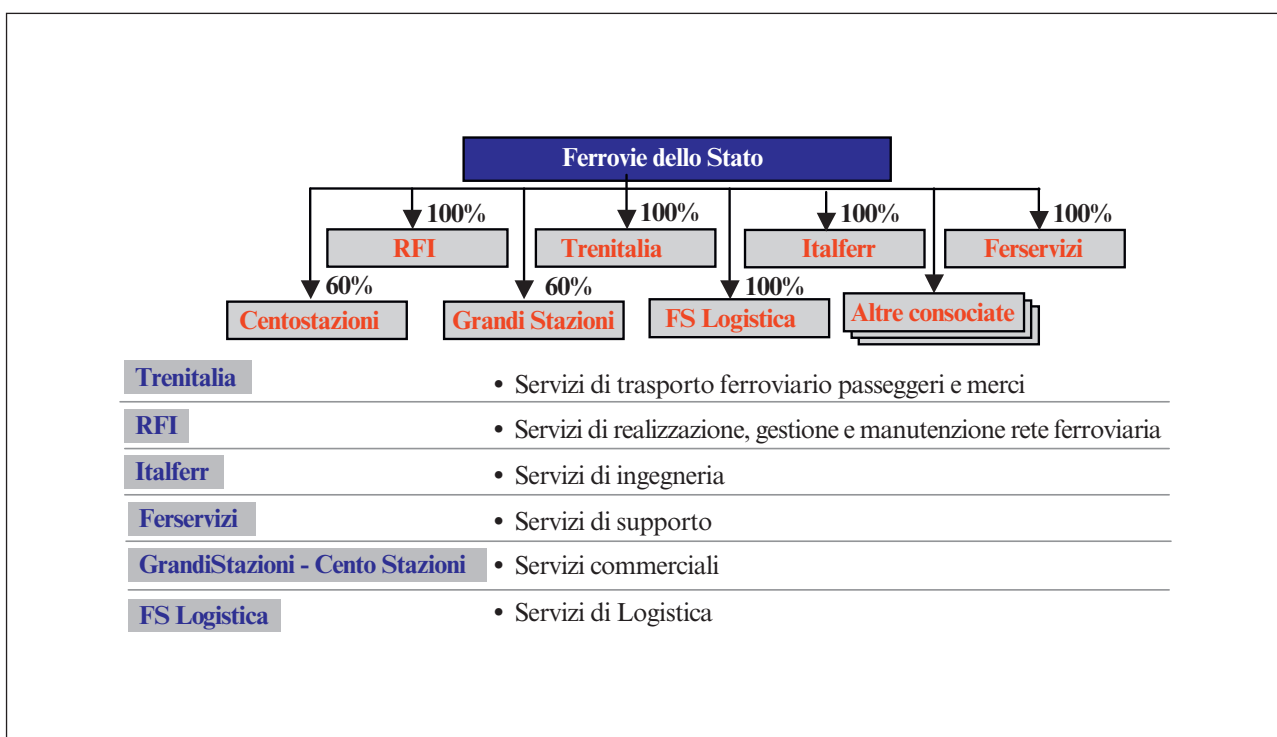 Ferrovie dello Stato
100%
100%
100%
100%
RFI
Trenitalia
Italferr
Ferservizi
60%
60%
100%
Centostazioni
Grandi Stazioni
FS Logistica
Altre consociate
Trenitalia
• Servizi di trasporto ferroviario passeggeri e merci
RFI
• Servizi di realizzazione, gestione e manutenzione rete ferroviaria
Italferr
• Servizi di ingegneria
Ferservizi
• Servizi di supporto
GrandiStazioni - Cento Stazioni
• Servizi commerciali
FS Logistica
• Servizi di Logistica